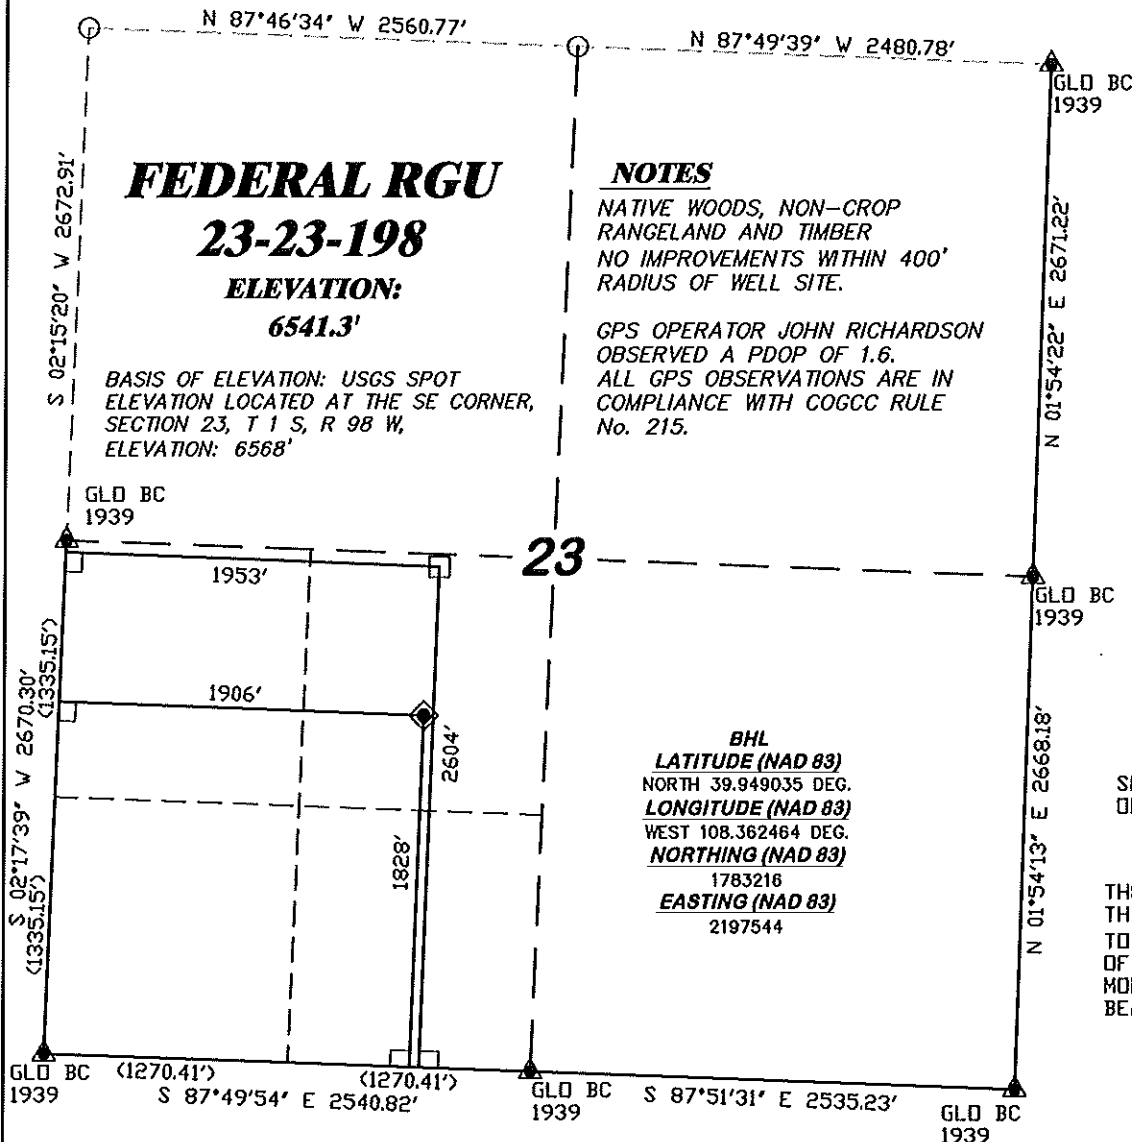 N 87°46'34" W 2560.77'
N 87°49'39" W 2480.78'
GLO BC
1939
S 02°15'20" W 2672.91'
FEDERAL RGU
23-23-198
ELEVATION:
6541.3'
BASIS OF ELEVATION: USGS SPOT
ELEVATION LOCATED AT THE SE CORNER,
SECTION 23, T 1 S, R 98 W,
ELEVATION: 6568'
NOTES
NATIVE WOODS, NON-CROP
RANGELAND AND TIMBER
NO IMPROVEMENTS WITHIN 400'
RADIUS OF WELL SITE.
GPS OPERATOR JOHN RICHARDSON
OBSERVED A PDOP OF 1.6.
ALL GPS OBSERVATIONS ARE IN
COMPLIANCE WITH COGCC RULE
No. 215.
N 01°54'22" E 2671.22'
GLO BC
1939
23
1953'
GLO BC
1939
S 02°17'39" W 2670.30'
(1335.15')
(1335.15')
1906'
2604'
1828'
BHL
LATITUDE (NAD 83)
NORTH 39.949035 DEG.
LONGITUDE (NAD 83)
WEST 108.362464 DEG.
NORTHING (NAD 83)
1783216
EASTING (NAD 83)
2197544
N 01°54'13" E 2668.18'
TO
OF
GLO BC
1939
(1270.41')
(1270.41')
S 87°49'54" E 2540.82'
GLO BC
1939
S 87°51'31" E 2535.23'
GLO BC
1939